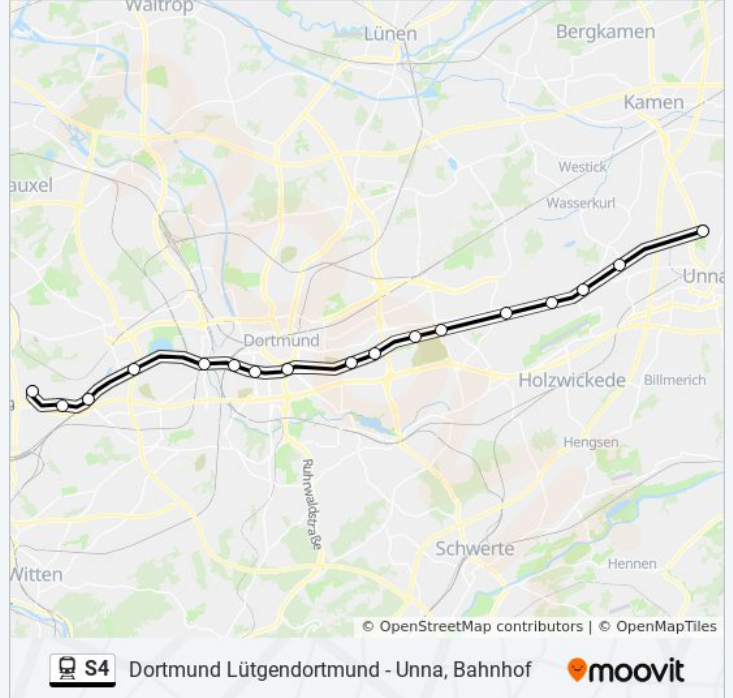 Waltrop
Lünen
Bergkamen
Kamen
Westick
auxel
Wasserkurl
Unna
Dortmund
Holzwickede
Billmerich
g
Hengsen
Ruhrwaldstraße
Schwerte
Hennen
Witten
© OpenStreetMap contributors | © OpenMapTiles
S4 Dortmund Lütgendortmund - Unna, Bahnhof moovit